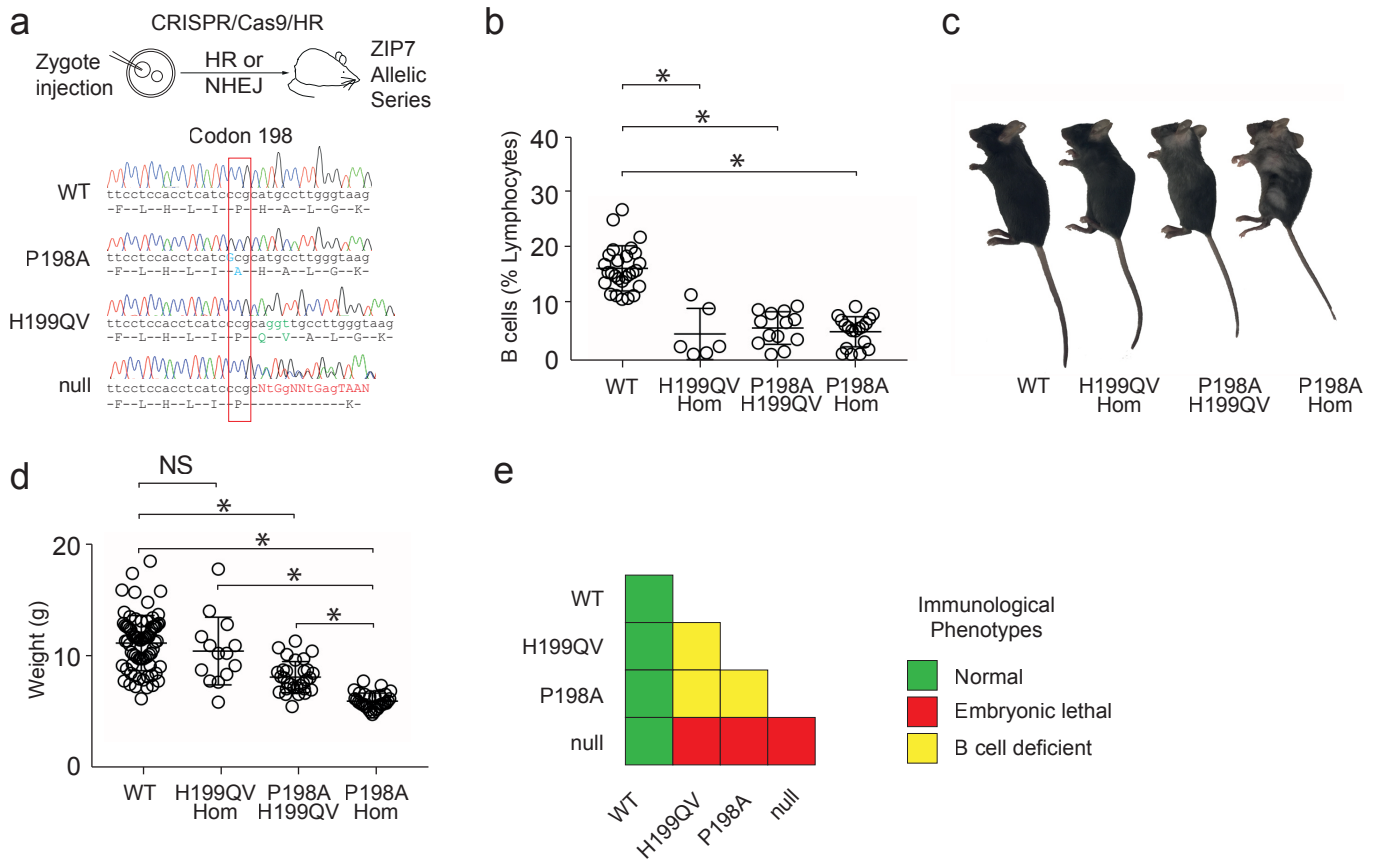 a
CRISPR/Cas9/HR
Zygote
injection
HR or
NHEJ
ZIP7
Allelic
Series
Codon 198
WT
ttcctccacctcatcccgcatgccttgggtaag
–F––L––H––L––I––P––H––A––L––G––K–
P198A
ttcctccacctcatcGcgcatgccttgggtaag
–F––L––H––L––I––A––H––A––L––G––K–
H199QV
ttcctccacctcatcccgcaggttgccttgggtaag
–F––L––H––L––I––P––Q––V––A––L––G––K–
null
ttcctccacctcatcccgcNtGgNNtGagTAAN
–F––L––H––L––I––P–––––––––––––K–
b
*
*
*
B cells (% Lymphocytes)
40
30
20
10
0
WT
H199QV
Hom
P198A
H199QV
P198A
Hom
c
WT
H199QV
Hom
P198A
H199QV
P198A
Hom
d
NS
*
*
*
*
Weight (g)
20
10
0
WT
H199QV
Hom
P198A
H199QV
P198A
Hom
e
WT
H199QV
P198A
null
WT
H199QV
P198A
null
Immunological
Phenotypes
Normal
Embryonic lethal
B cell deficient